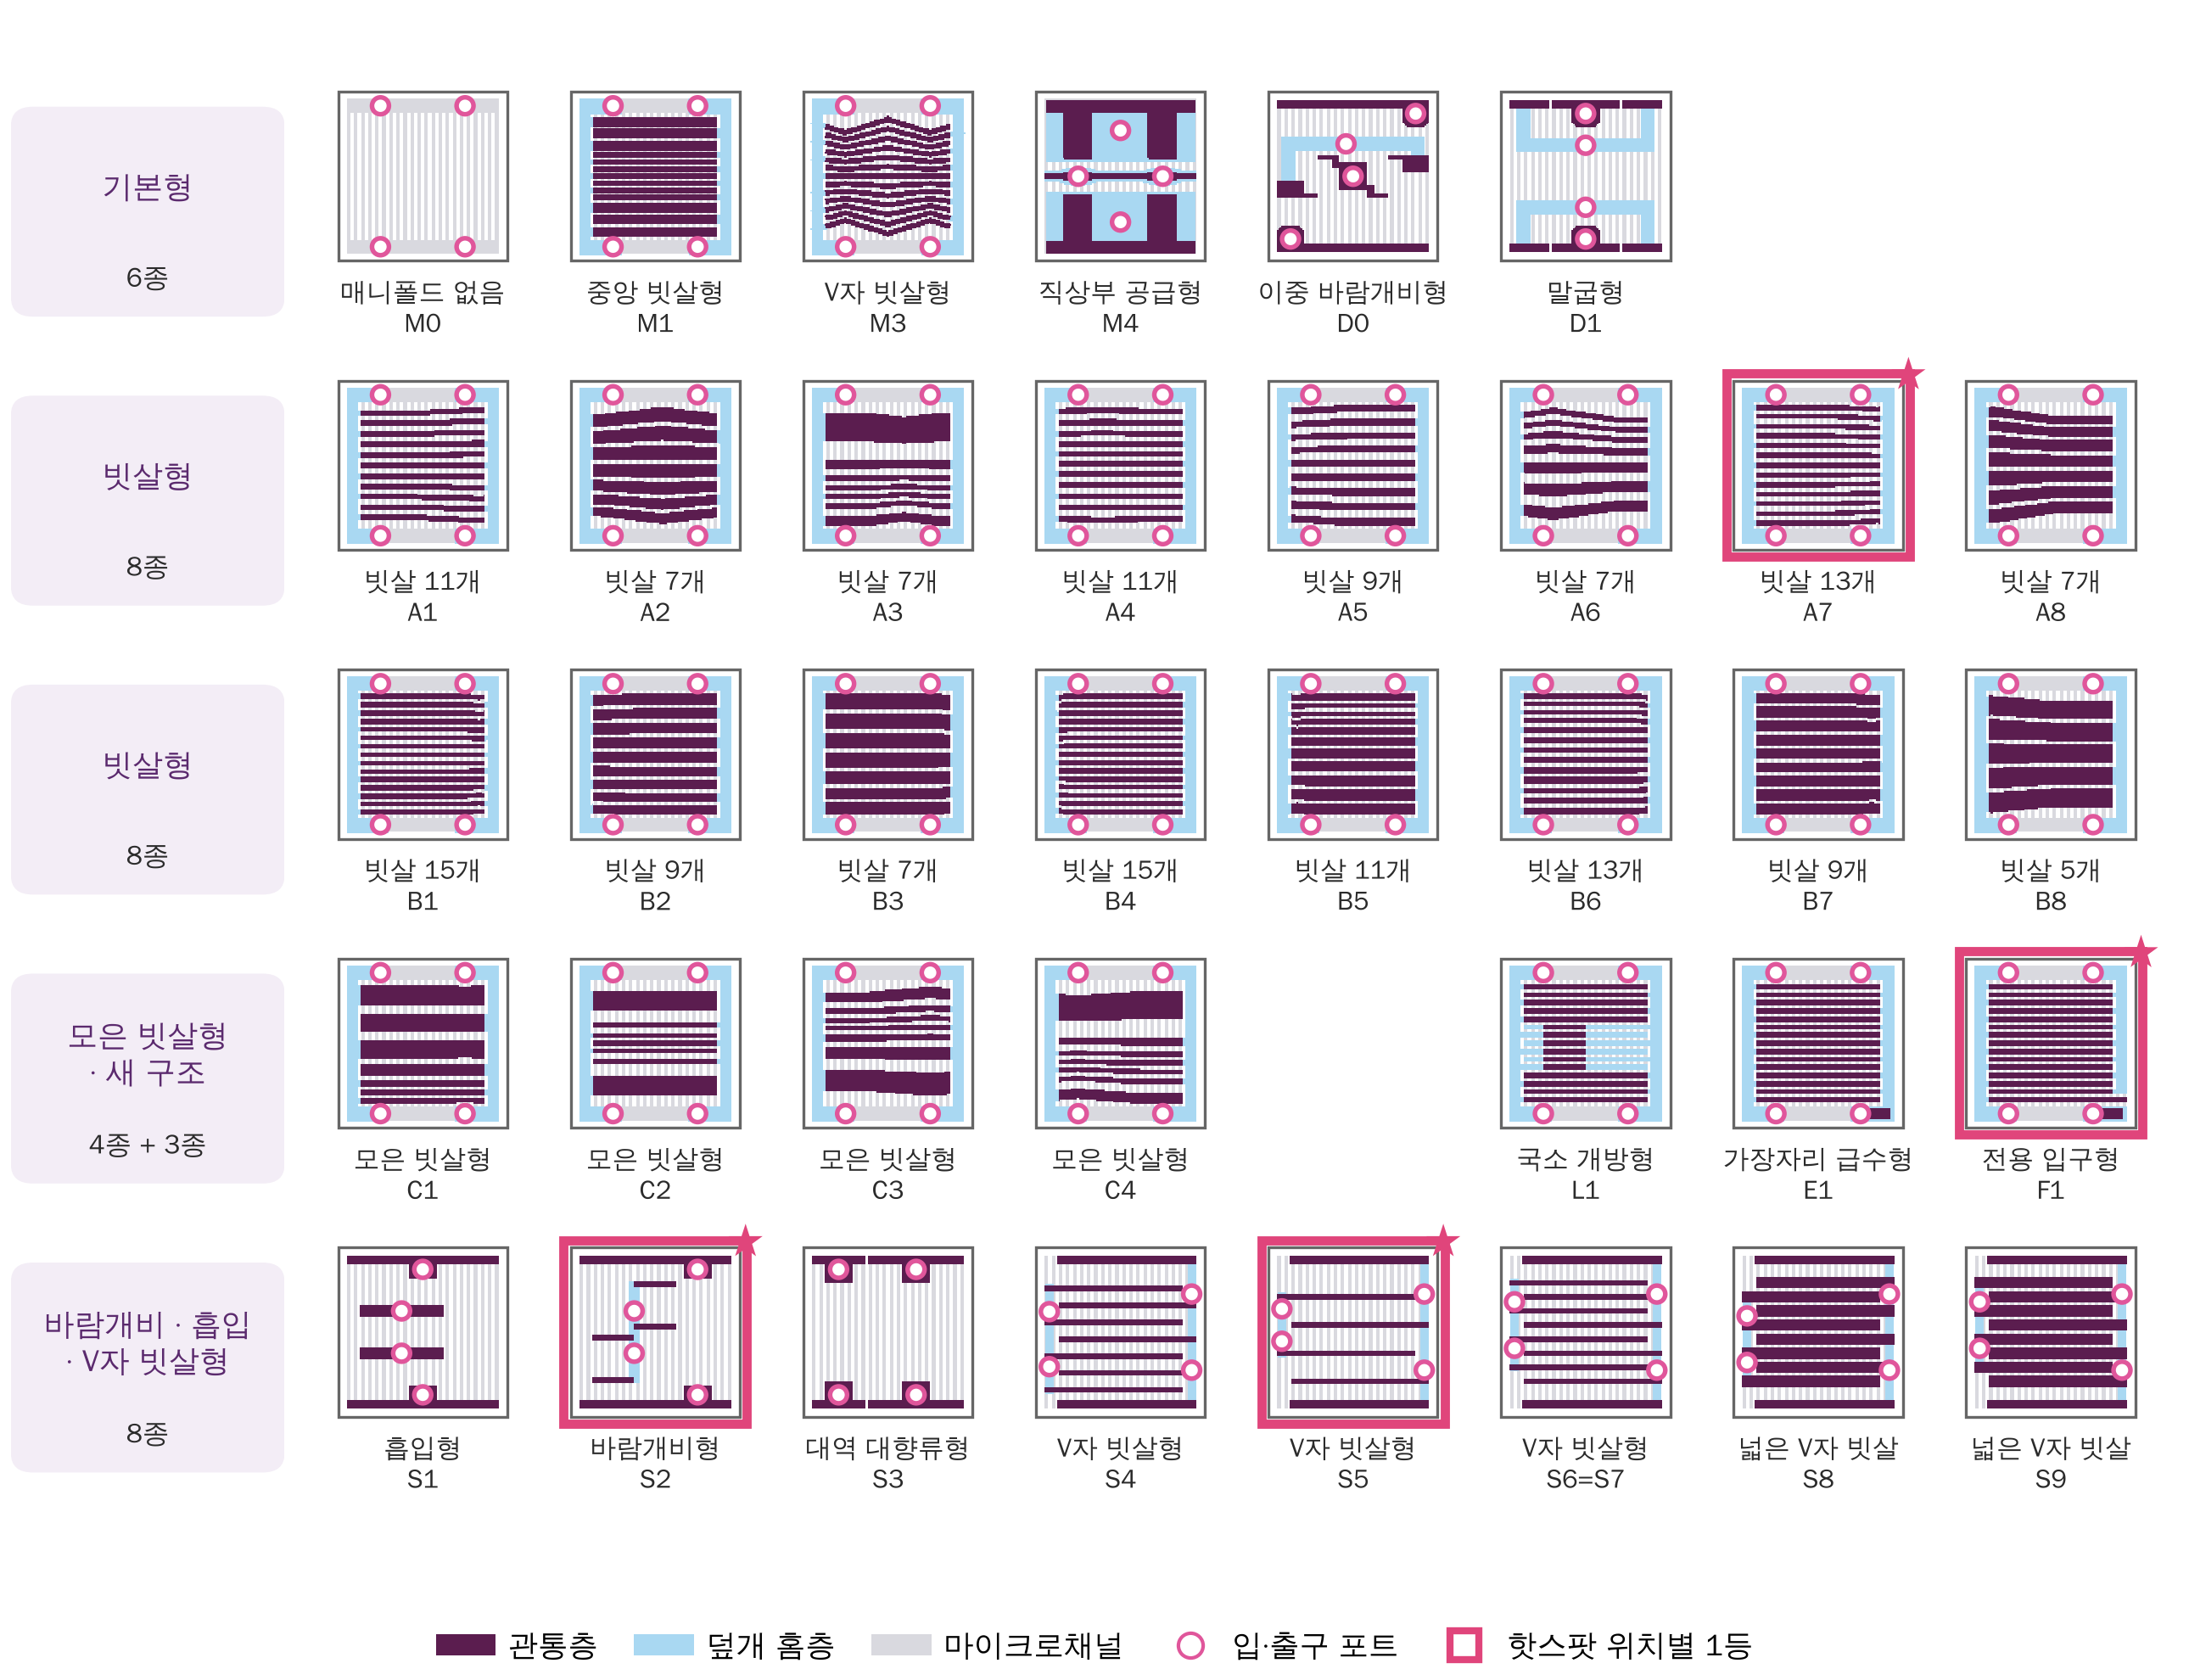 기본형
6종
매니폴드 없음
M0
중앙 빗살형
M1
V자 빗살형
M3
직상부 공급형
M4
이중 바람개비형
D0
말굽형
D1
빗살형
8종
빗살 11개
A1
빗살 7개
A2
빗살 7개
A3
빗살 11개
A4
빗살 9개
A5
빗살 7개
A6
빗살 13개
A7
빗살 7개
A8
빗살형
8종
빗살 15개
B1
빗살 9개
B2
빗살 7개
B3
빗살 15개
B4
빗살 11개
B5
빗살 13개
B6
빗살 9개
B7
빗살 5개
B8
모은 빗살형
· 새 구조
4종 + 3종
모은 빗살형
C1
모은 빗살형
C2
모은 빗살형
C3
모은 빗살형
C4
국소 개방형
L1
가장자리 급수형
E1
전용 입구형
F1
바람개비 · 흡입
· V자 빗살형
8종
흡입형
S1
바람개비형
S2
대역 대향류형
S3
V자 빗살형
S4
V자 빗살형
S5
V자 빗살형
S6=S7
넓은 V자 빗살
S8
넓은 V자 빗살
S9
관통층
덮개 홈층
마이크로채널
입·출구 포트
핫스팟 위치별 1등